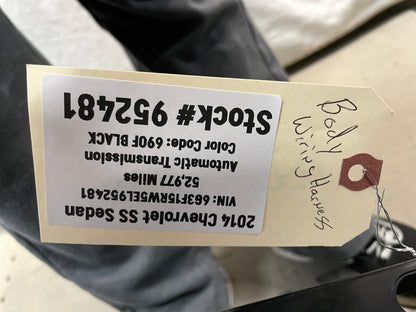 2014 Chevrolet SS Sedan
VIN: 663F15RW5EL952481
52,977 Miles
Automatic Transmission
Color Code: 690F BLACK
Stock# 952481
Body
Wiring Harness